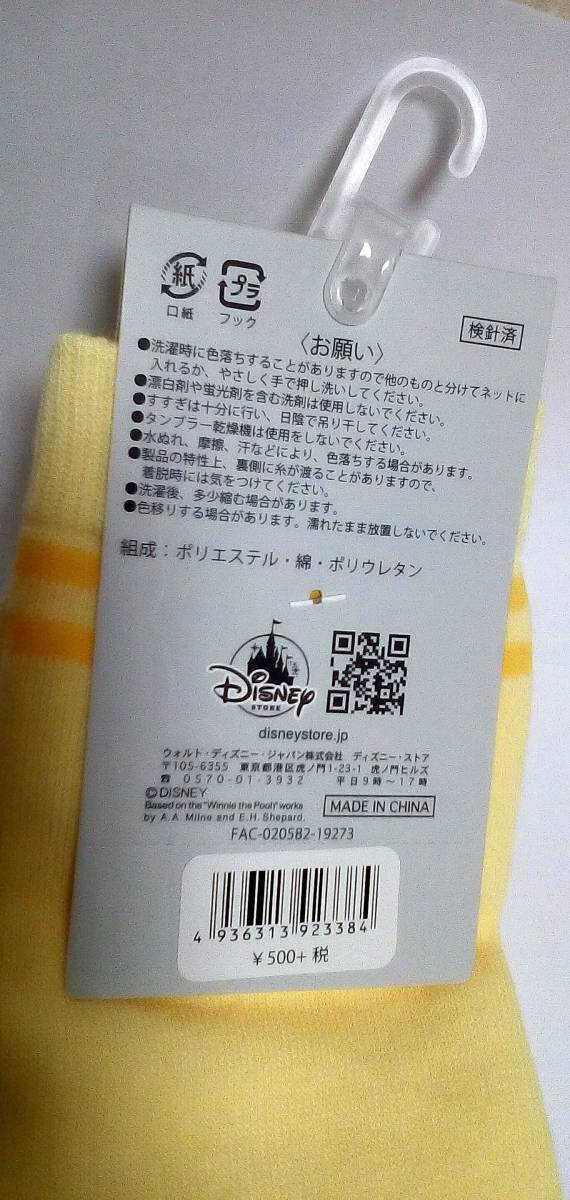 紙 プラ
口紙 フック
検針済
〈お願い〉
●洗濯時に色落ちすることがありますので他のものと分けてネットに
入れるか、やさしく手で押し洗いしてください。
●漂白剤や蛍光剤を含む洗剤は使用しないでください。
●すすぎは十分に行い、日陰で吊り干してください。
●タンブラー乾燥機は使用をしないでください。
●水ぬれ、摩擦、汗などにより、色落ちする場合があります。
●製品の特性上、裏側に糸が渡ることがありますので、
着脱時には気をつけてください。
●洗濯後、多少縮む場合があります。
●色移りする場合があります。濡れたまま放置しないでください。
組成：ポリエステル・綿・ポリウレタン
Disney
STORE
disneystore.jp
ウォルト・ディズニー・ジャパン株式会社 ディズニー・ストア
〒105-6355 東京都港区虎ノ門1-23-1 虎ノ門ヒルズ
☎ 0570-01-3932 平日9時〜17時
©DISNEY
Based on the "Winnie the Pooh" works
by A.A. Milne and E.H. Shepard.
MADE IN CHINA
FAC-020582-19273
4 936313 923384
¥500+ 税